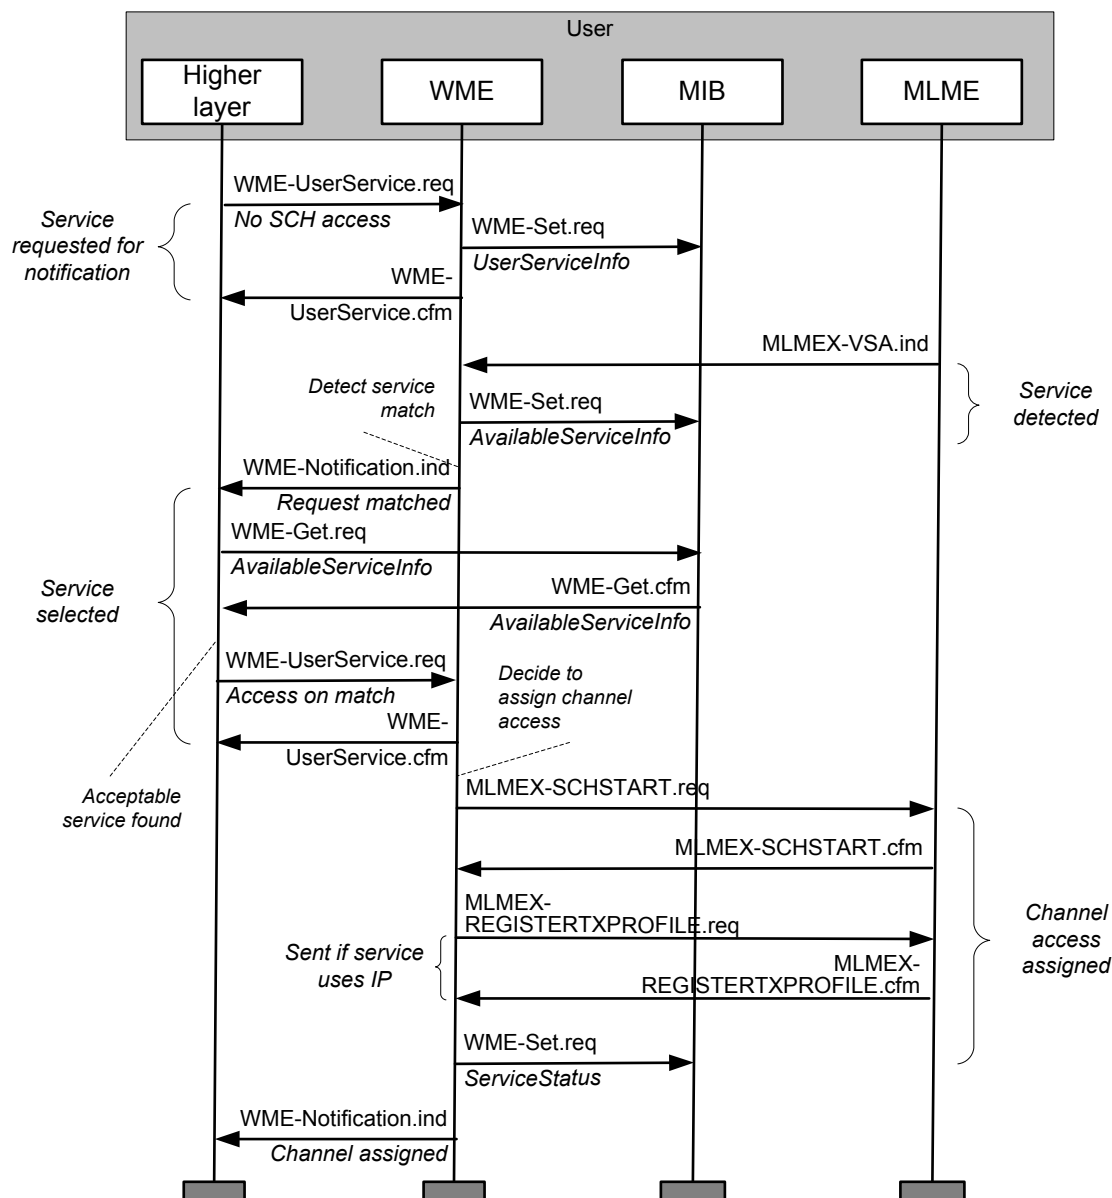 User
Higher
layer
WME
MIB
MLME
WME-UserService.req
No SCH access
Service
requested for
notification
WME-Set.req
UserServiceInfo
WME-
UserService.cfm
MLMEX-VSA.ind
Detect service
match
WME-Set.req
AvailableServiceInfo
Service
detected
WME-Notification.ind
Request matched
WME-Get.req
AvailableServiceInfo
Service
selected
WME-Get.cfm
AvailableServiceInfo
WME-UserService.req
Access on match
Decide to
assign channel
access
WME-
UserService.cfm
Acceptable
service found
MLMEX-SCHSTART.req
MLMEX-SCHSTART.cfm
MLMEX-
REGISTERTXPROFILE.req
Sent if service
uses IP
Channel
access
assigned
MLMEX-
REGISTERTXPROFILE.cfm
WME-Set.req
ServiceStatus
WME-Notification.ind
Channel assigned